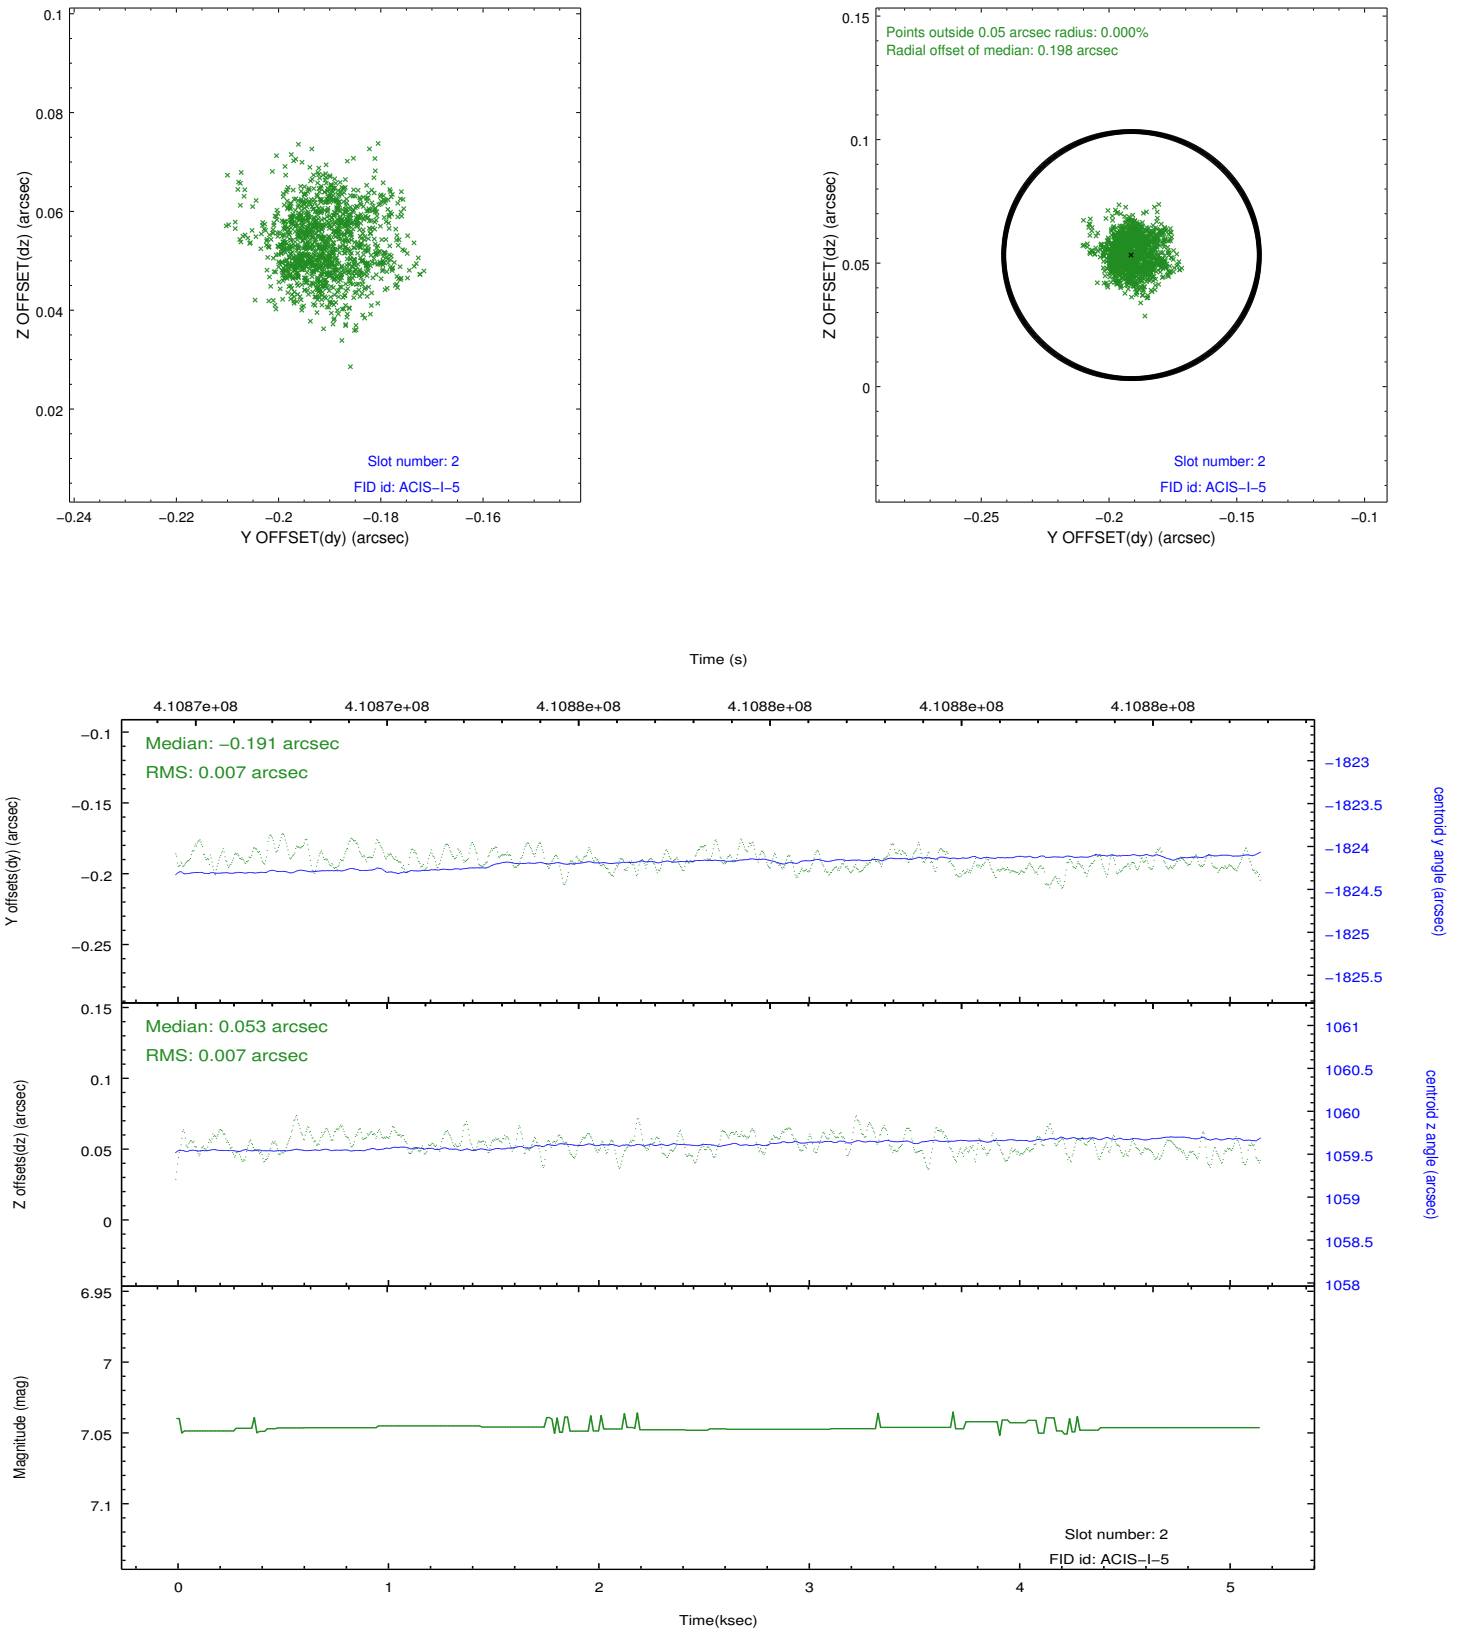 0.1
0.08
0.06
0.04
0.02
Z OFFSET(dz) (arcsec)
Slot number: 2
FID id: ACIS−I−5
−0.24 −0.22 −0.2 −0.18 −0.16
Y OFFSET(dy) (arcsec)
0.15
0.1
0.05
0
Z OFFSET(dz) (arcsec)
Points outside 0.05 arcsec radius: 0.000%
Radial offset of median: 0.198 arcsec
Slot number: 2
FID id: ACIS−I−5
−0.25 −0.2 −0.15 −0.1
Y OFFSET(dy) (arcsec)
Time (s)
4.1087e+08 4.1087e+08 4.1088e+08 4.1088e+08 4.1088e+08 4.1088e+08
−0.1
−0.15
−0.2
−0.25
Y offsets(dy) (arcsec)
Median: −0.191 arcsec
RMS: 0.007 arcsec
−1823
−1823.5
−1824
−1824.5
−1825
−1825.5
centroid y angle (arcsec)
0.15
0.1
0.05
0
Z offsets(dz) (arcsec)
Median: 0.053 arcsec
RMS: 0.007 arcsec
1061
1060.5
1060
1059.5
1059
1058.5
1058
centroid z angle (arcsec)
6.95
7
7.05
7.1
Magnitude (mag)
Slot number: 2
FID id: ACIS−I−5
0 1 2 3 4 5
Time(ksec)